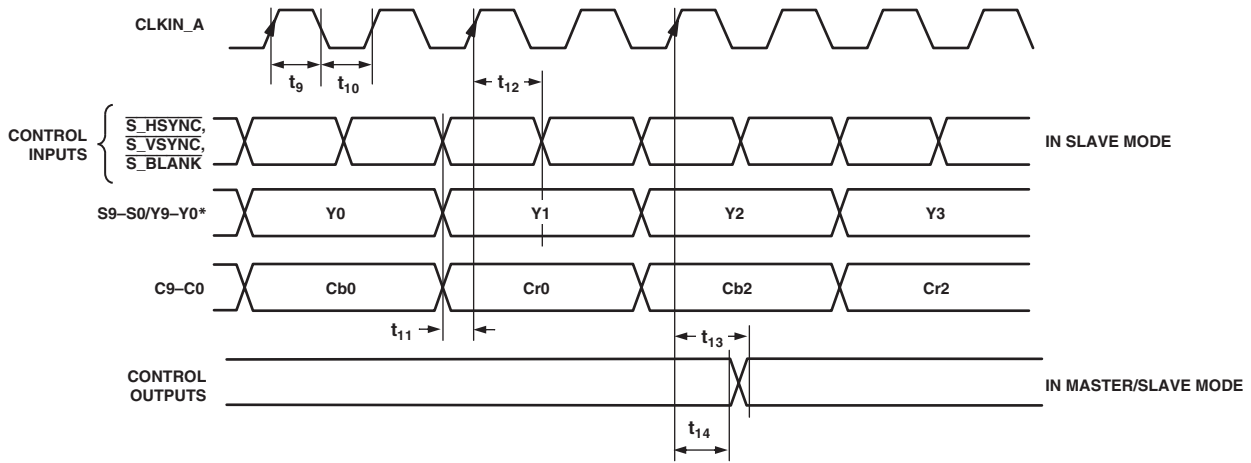 CLKIN_A
t9
t10
t12
CONTROL
INPUTS
S_HSYNC,
S_VSYNC,
S_BLANK
IN SLAVE MODE
S9–S0/Y9–Y0*
Y0
Y1
Y2
Y3
C9–C0
Cb0
Cr0
Cb2
Cr2
t11
t13
CONTROL
OUTPUTS
IN MASTER/SLAVE MODE
t14